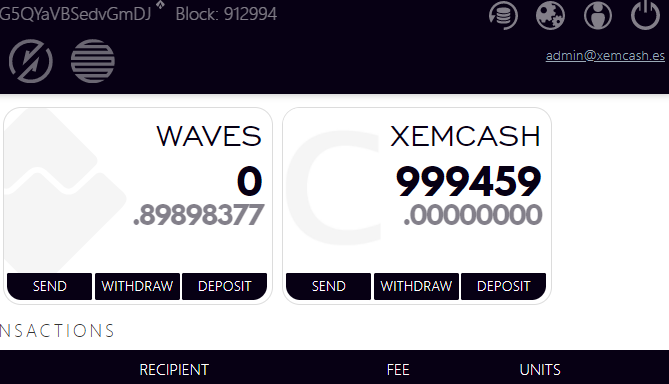 G5QYaVBSedvGmDJ Block: 912994
admin@xemcash.es
WAVES
0
.89898377
SEND WITHDRAW DEPOSIT
XEMCASH
999459
.00000000
SEND WITHDRAW DEPOSIT
NSACTIONS
RECIPIENT FEE UNITS